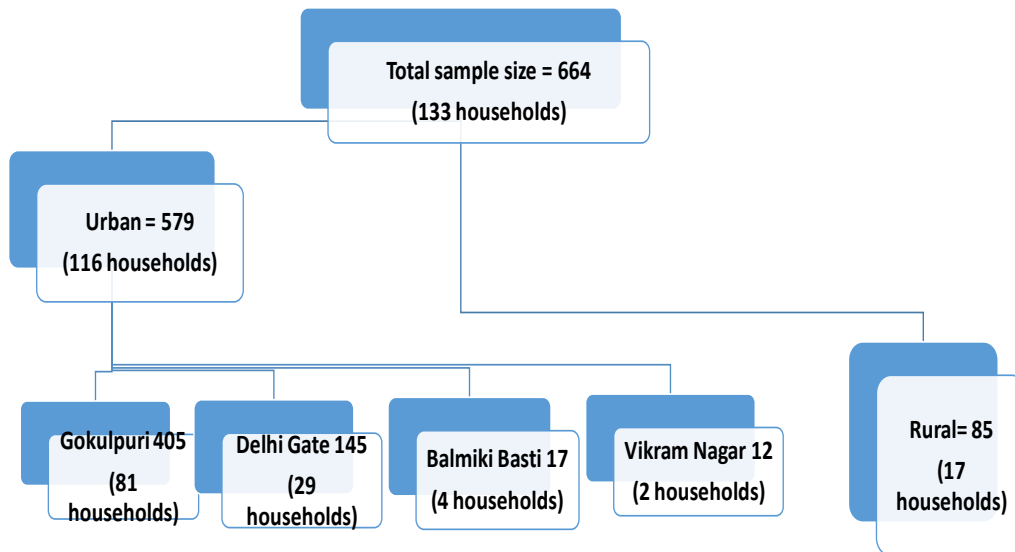 Total sample size = 664
(133 households)
Urban = 579
(116 households)
Gokulpuri 405
(81
households)
Delhi Gate 145
(29
households)
Balmiki Basti 17
(4 households)
Vikram Nagar 12
(2 households)
Rural= 85
(17
households)